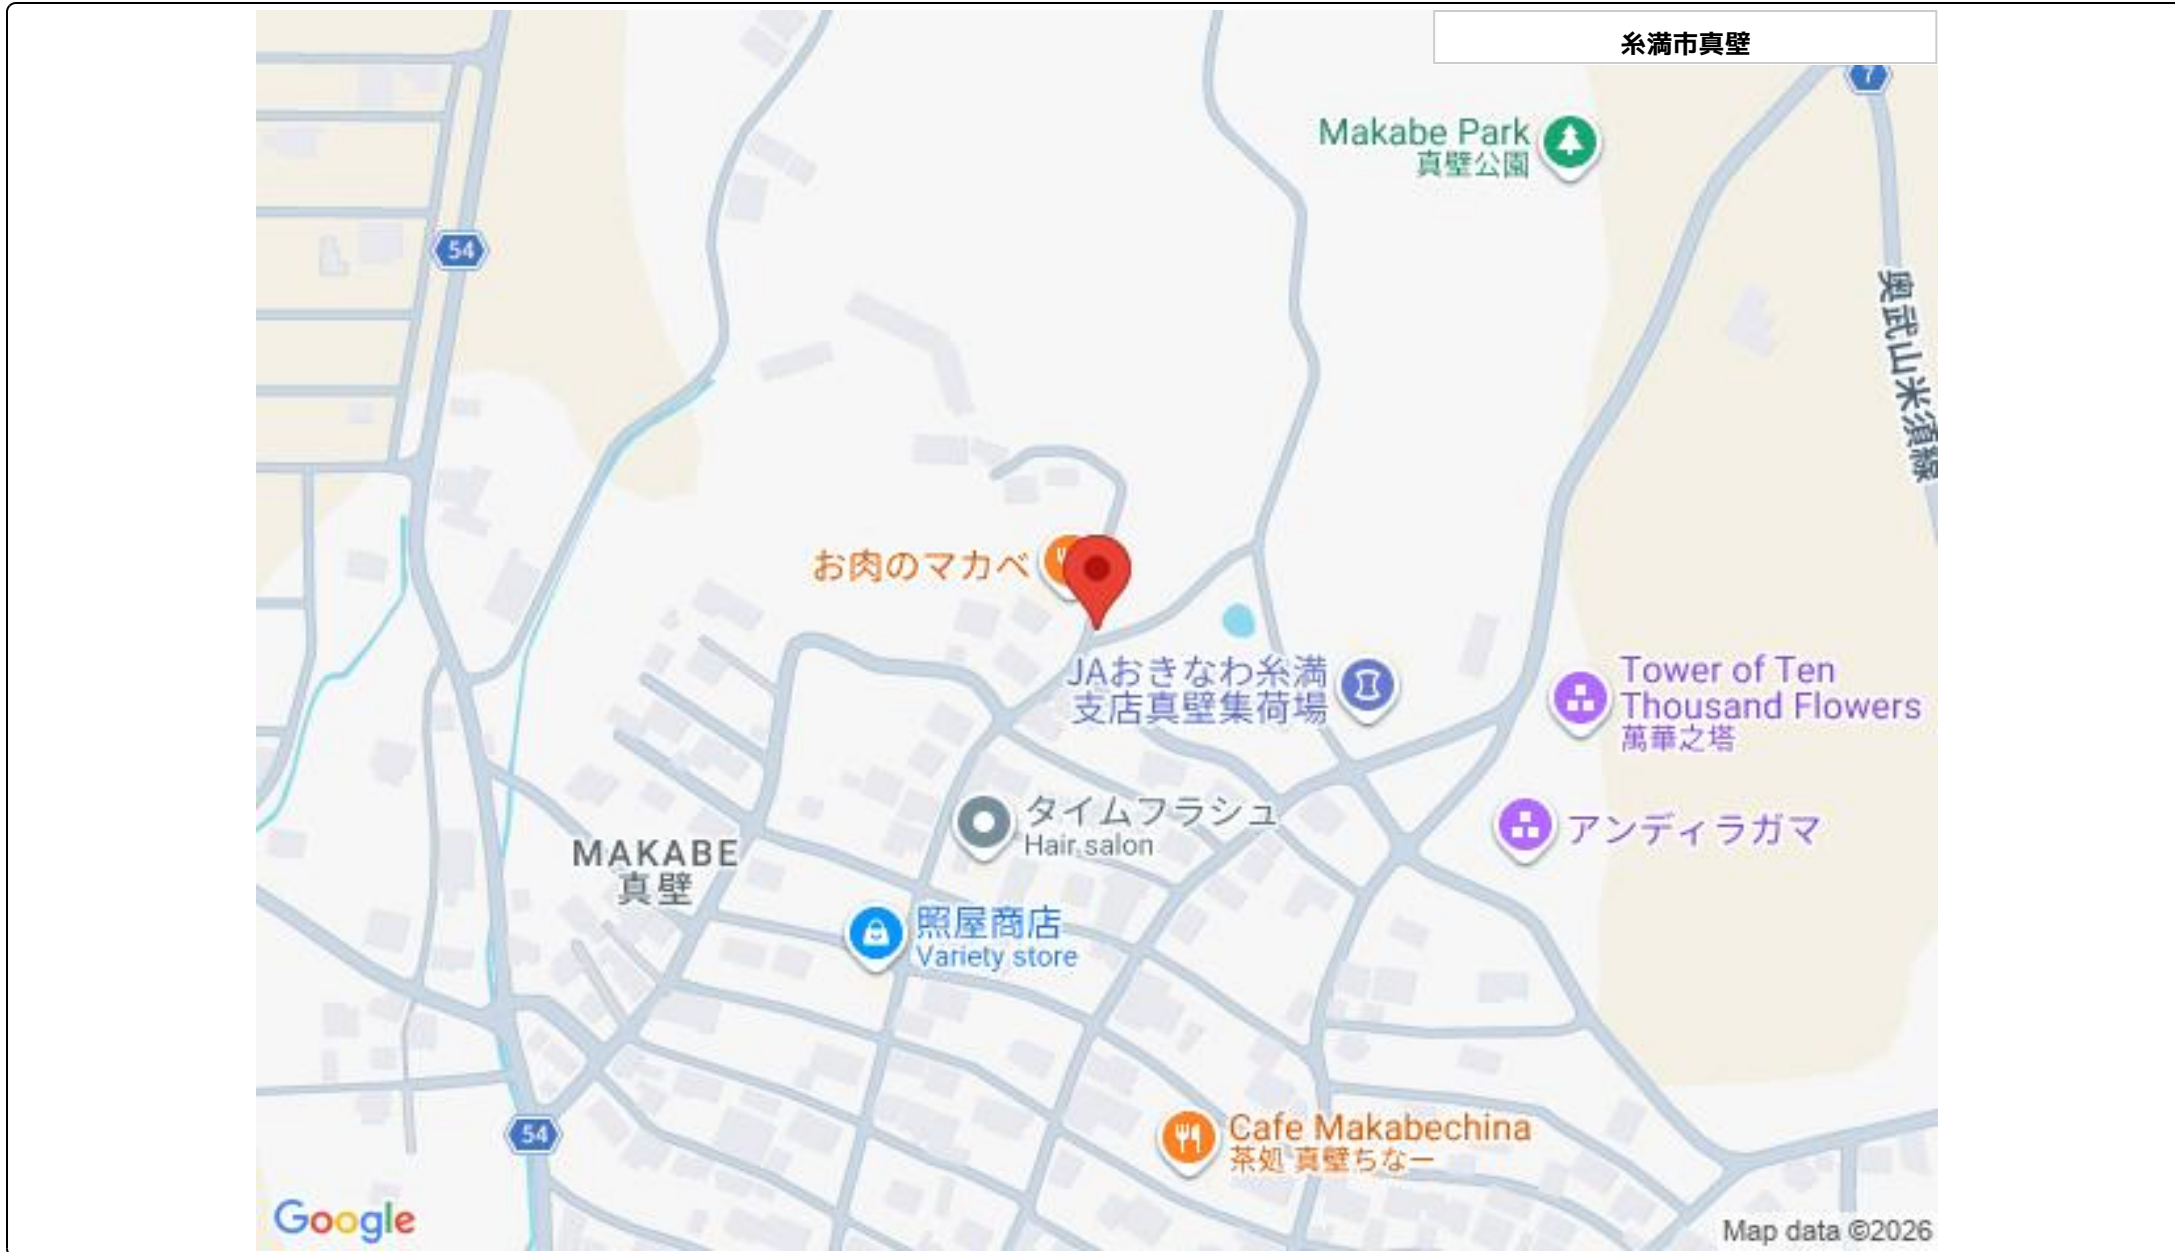 糸満市真壁
7
Makabe Park
真壁公園
54
奥武山米須線
お肉のマカベ
JAおきなわ糸満
支店真壁集荷場
Tower of Ten
Thousand Flowers
萬華之塔
タイムフラシュ
Hair salon
アンディラガマ
MAKABE
真壁
照屋商店
Variety store
54
Cafe Makabechina
茶処 真壁ちなー
Google
Map data ©2026